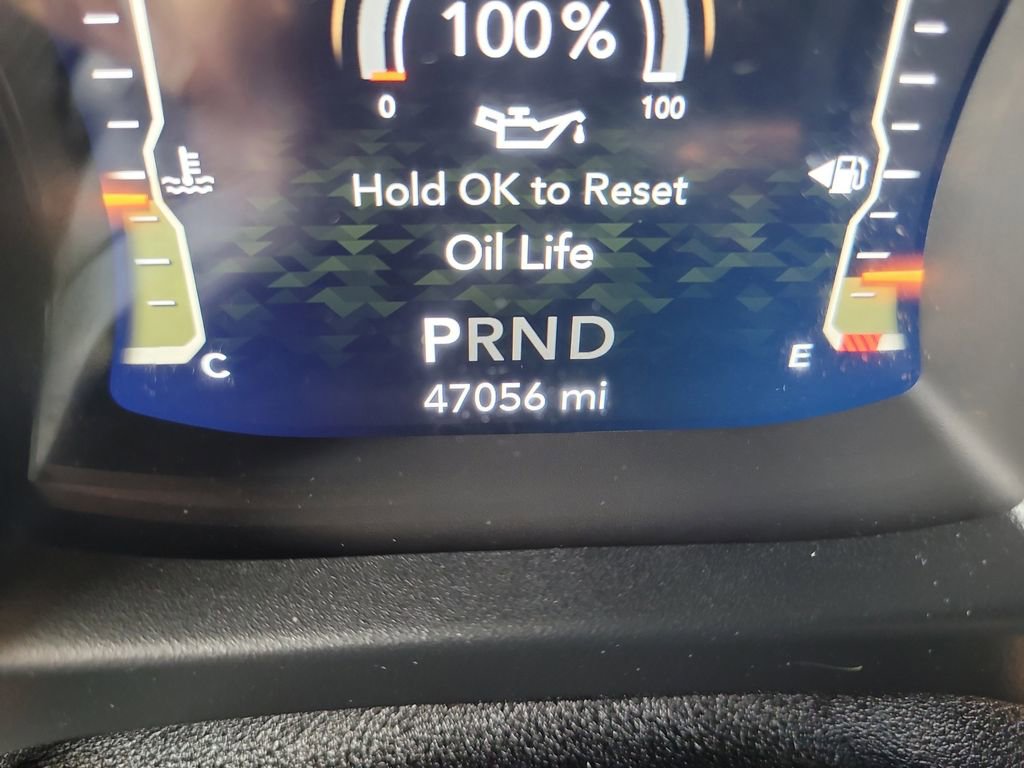 100%
0
100
Hold OK to Reset
Oil Life
PRND
C
E
47056 mi